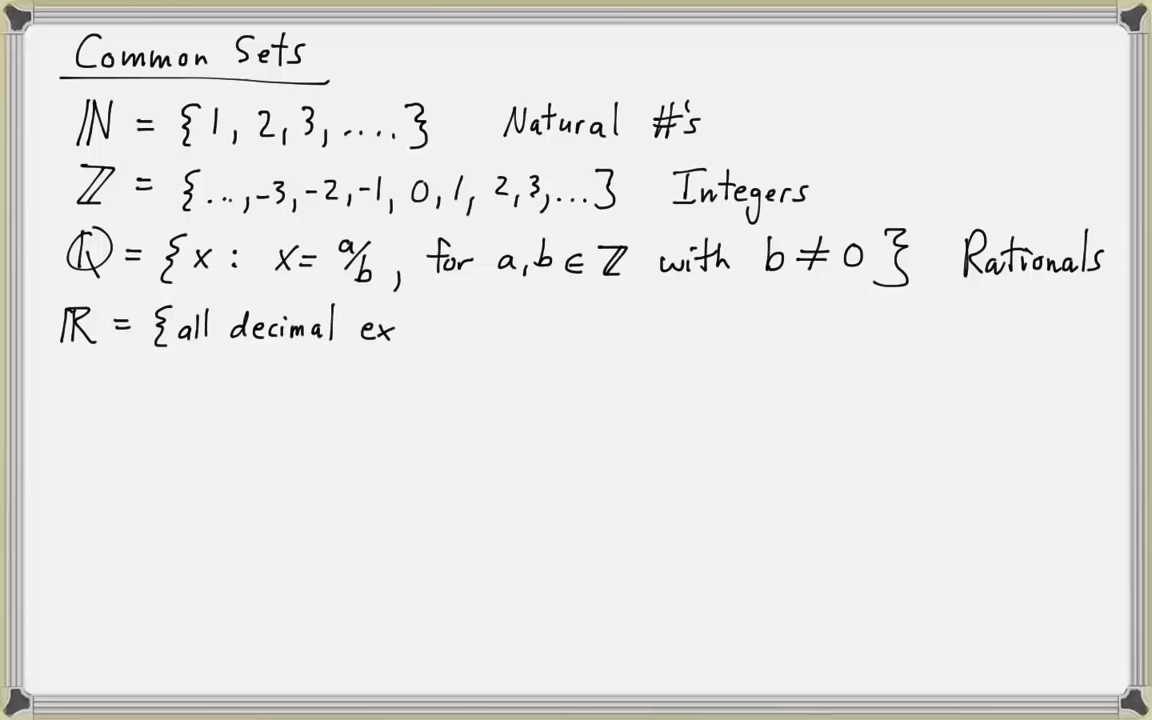 Common Sets
ℕ = {1, 2, 3, ....} Natural #'s
ℤ = {..., -3, -2, -1, 0, 1, 2, 3, ...} Integers
ℚ = {x : x = a/b, for a, b ∈ ℤ with b ≠ 0} Rationals
ℝ = {all decimal ex